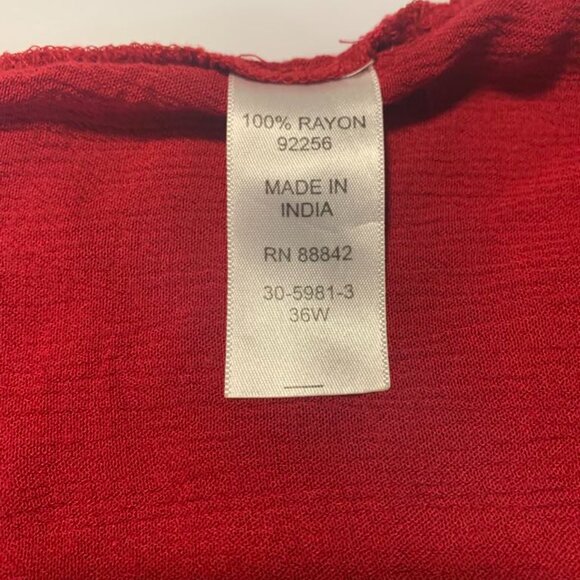 100% RAYON
92256
MADE IN
INDIA
RN 88842
30-5981-3
36W